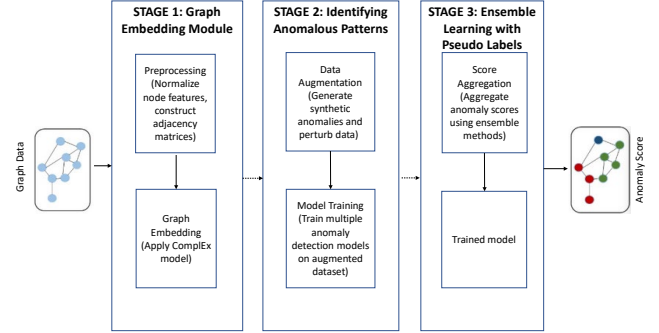 STAGE 1: Graph
Embedding Module
STAGE 2: Identifying
Anomalous Patterns
STAGE 3: Ensemble
Learning with
Pseudo Labels
Graph Data
Preprocessing
(Normalize
node features,
construct
adjacency
matrices)
Graph
Embedding
(Apply ComplEx
model)
Data
Augmentation
(Generate
synthetic
anomalies and
perturb data)
Model Training
(Train multiple
anomaly
detection models
on augmented
dataset)
Score
Aggregation
(Aggregate
anomaly scores
using ensemble
methods)
Trained model
Anomaly Score